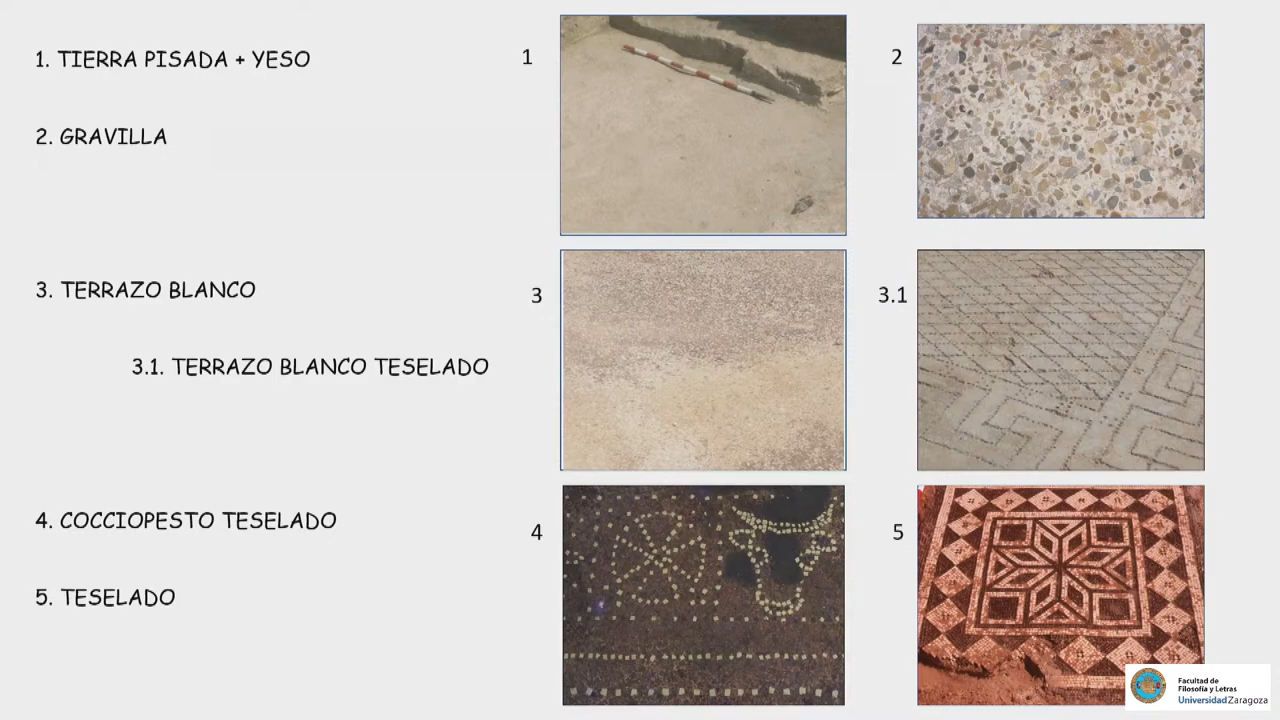 1. TIERRA PISADA + YESO
2. GRAVILLA
3. TERRAZO BLANCO
3.1. TERRAZO BLANCO TESELADO
4. COCCIOPESTO TESELADO
5. TESELADO
1
2
3
3.1
4
5
Facultad de
Filosofía y Letras
Universidad Zaragoza